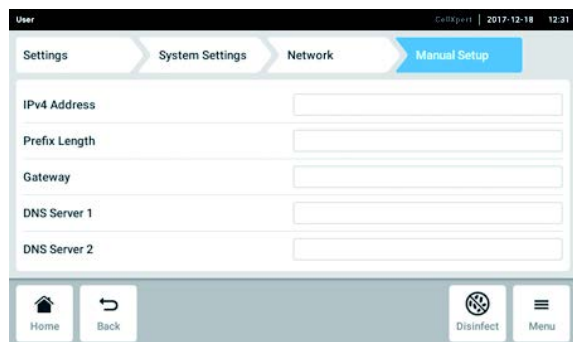 User CellXpert | 2017-12-18 12:31
Settings System Settings Network Manual Setup
IPv4 Address
Prefix Length
Gateway
DNS Server 1
DNS Server 2
Home Back Disinfect Menu